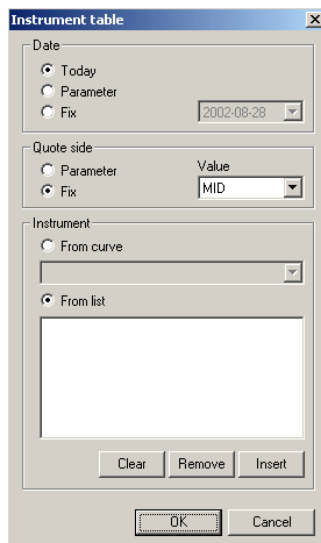 Instrument table
Date
Today
Parameter
Fix 2002-08-28
Quote side
Parameter Value
Fix MID
Instrument
From curve
From list
Clear Remove Insert
OK Cancel